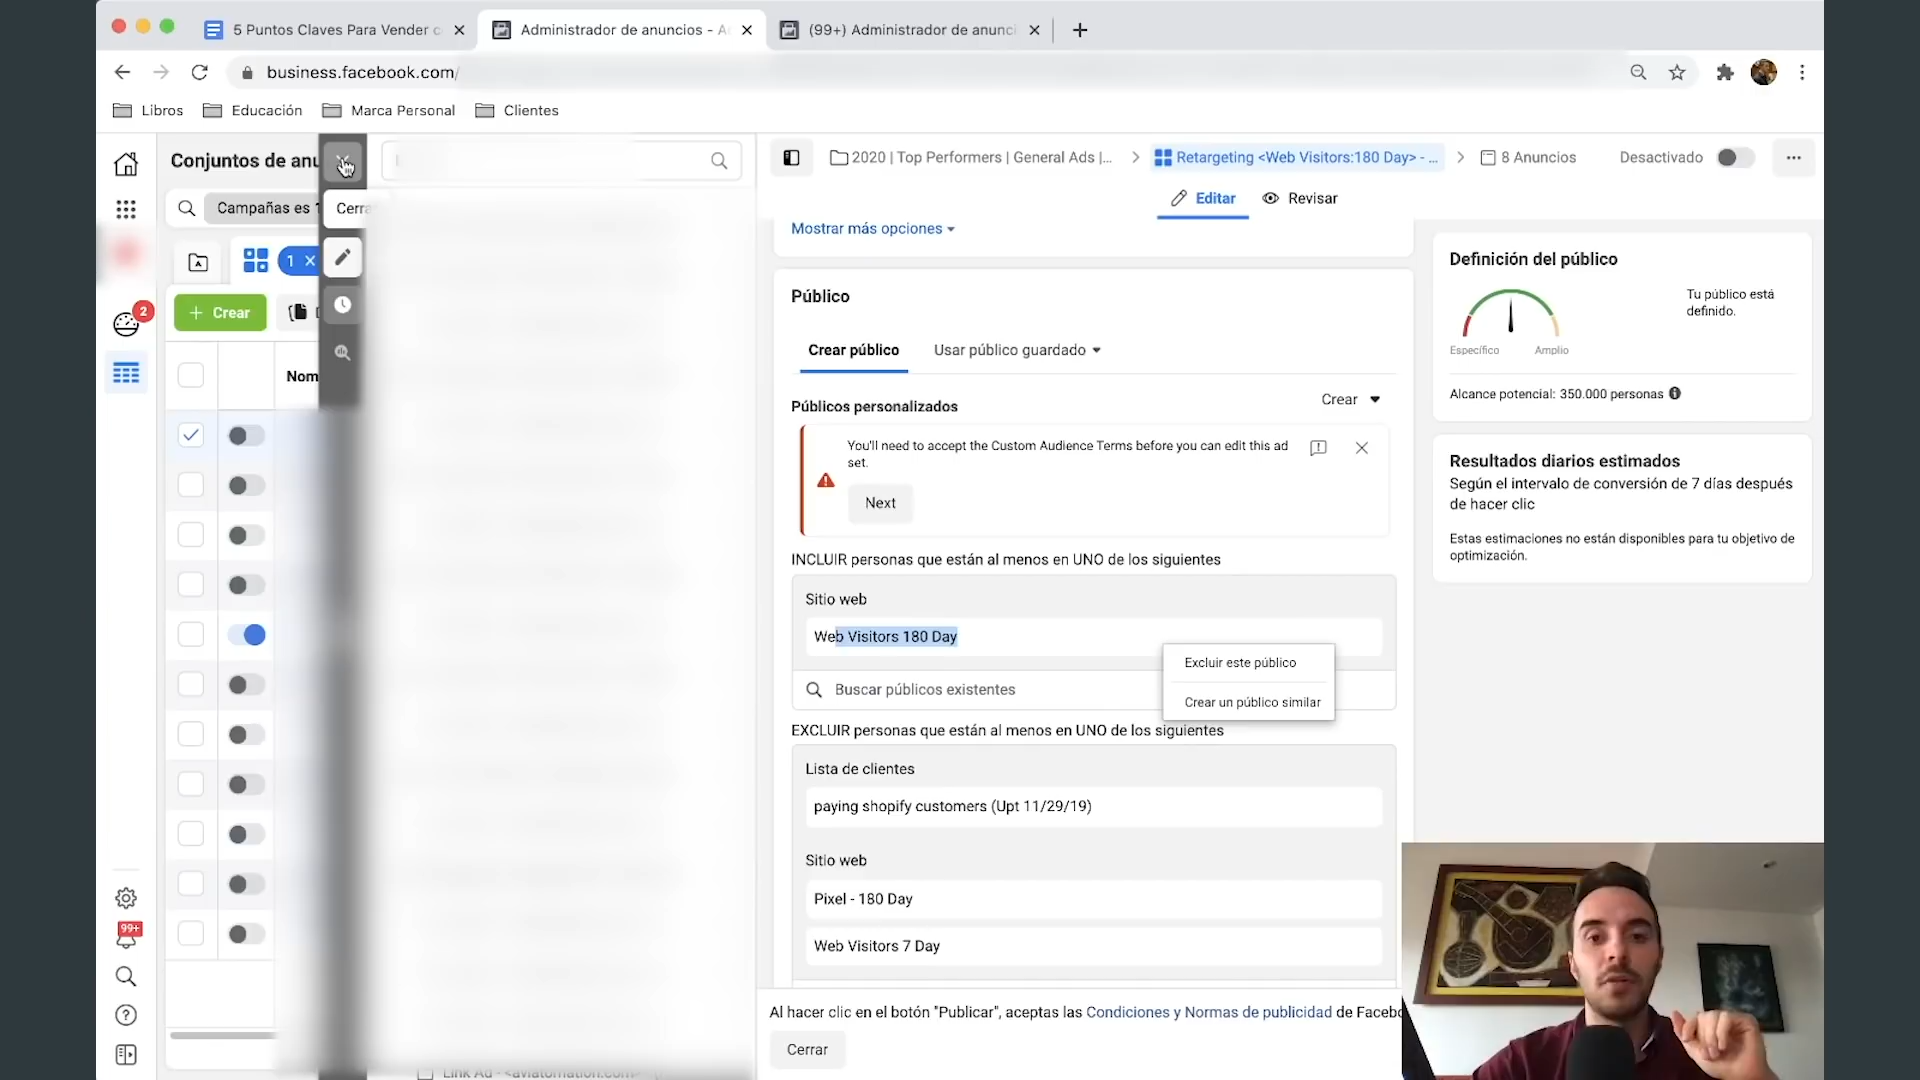 5 Puntos Claves Para Vender c
Administrador de anuncios - A
(99+) Administrador de anunci
business.facebook.com/
Libros
Educación
Marca Personal
Clientes
Conjuntos de anu
2020 | Top Performers | General Ads |...
Retargeting <Web Visitors:180 Day> - ...
8 Anuncios
Desactivado
Campañas es 1
Cerra
Editar
Revisar
Mostrar más opciones
1
2
Crear
Nom
Público
Crear público
Usar público guardado
Públicos personalizados
Crear
You'll need to accept the Custom Audience Terms before you can edit this ad
set.
Next
INCLUIR personas que están al menos en UNO de los siguientes
Sitio web
Web Visitors 180 Day
Excluir este público
Crear un público similar
Buscar públicos existentes
EXCLUIR personas que están al menos en UNO de los siguientes
Lista de clientes
paying shopify customers (Upt 11/29/19)
Sitio web
Pixel - 180 Day
Web Visitors 7 Day
Al hacer clic en el botón "Publicar", aceptas las Condiciones y Normas de publicidad de Facebo
Cerrar
99+
Link Ad - <aviatornation.com>
Definición del público
Tu público está
definido.
Específico
Amplio
Alcance potencial: 350.000 personas
Resultados diarios estimados
Según el intervalo de conversión de 7 días después
de hacer clic
Estas estimaciones no están disponibles para tu objetivo de
optimización.